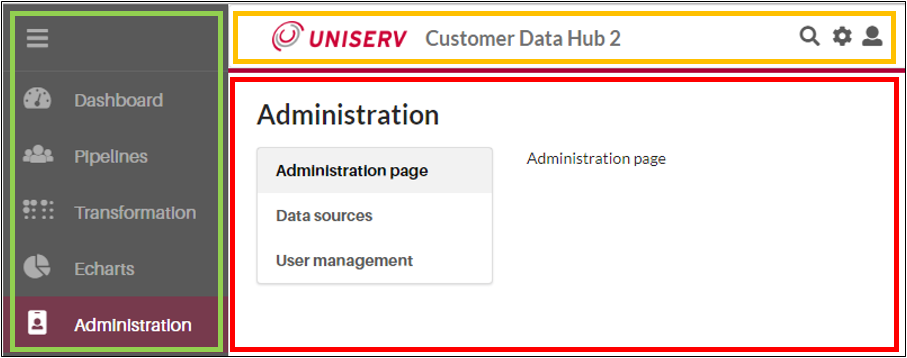 UNISERV Customer Data Hub 2
Dashboard
Pipelines
Transformation
Echarts
Administration
Administration
Administration page
Data sources
User management
Administration page